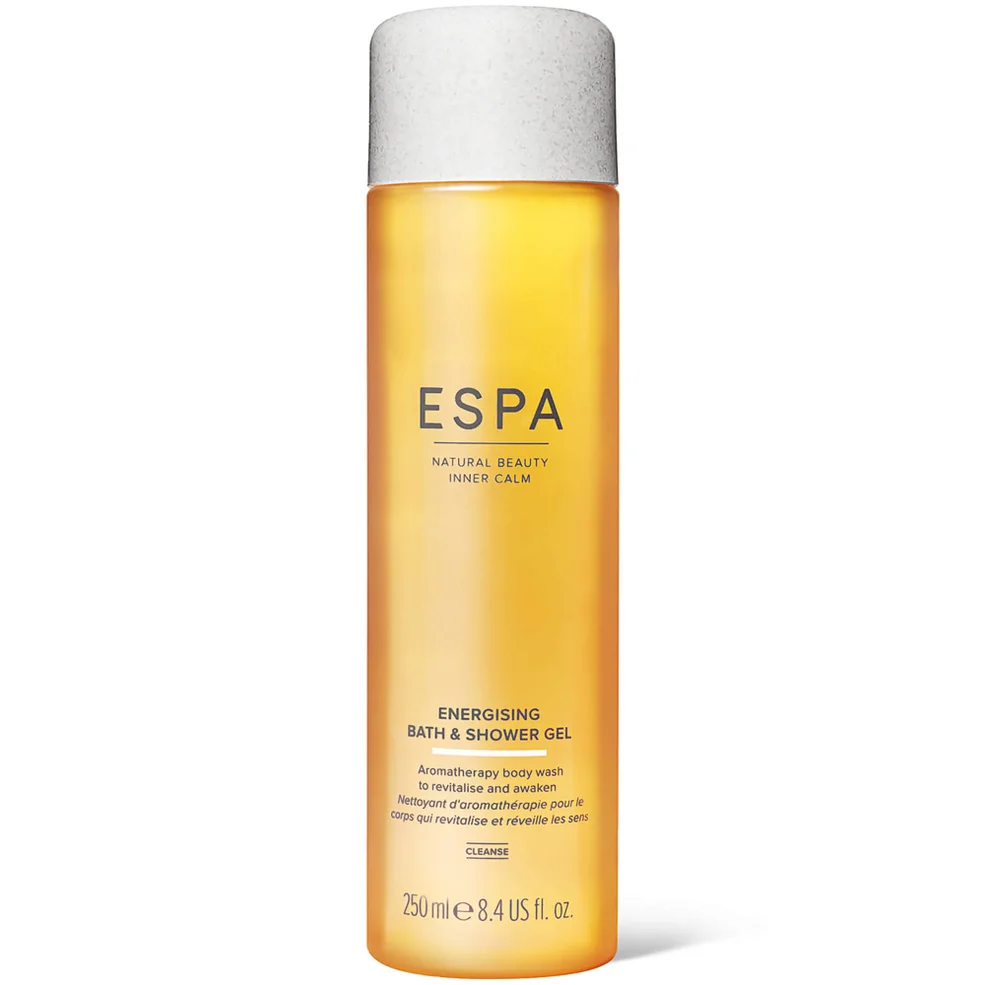 ESPA
NATURAL BEAUTY
INNER CALM
ENERGISING
BATH & SHOWER GEL
Aromatherapy body wash
to revitalise and awaken
Nettoyant d'aromathérapie pour le
corps qui revitalise et réveille les sens
CLEANSE
250 ml e 8.4 US fl. oz.